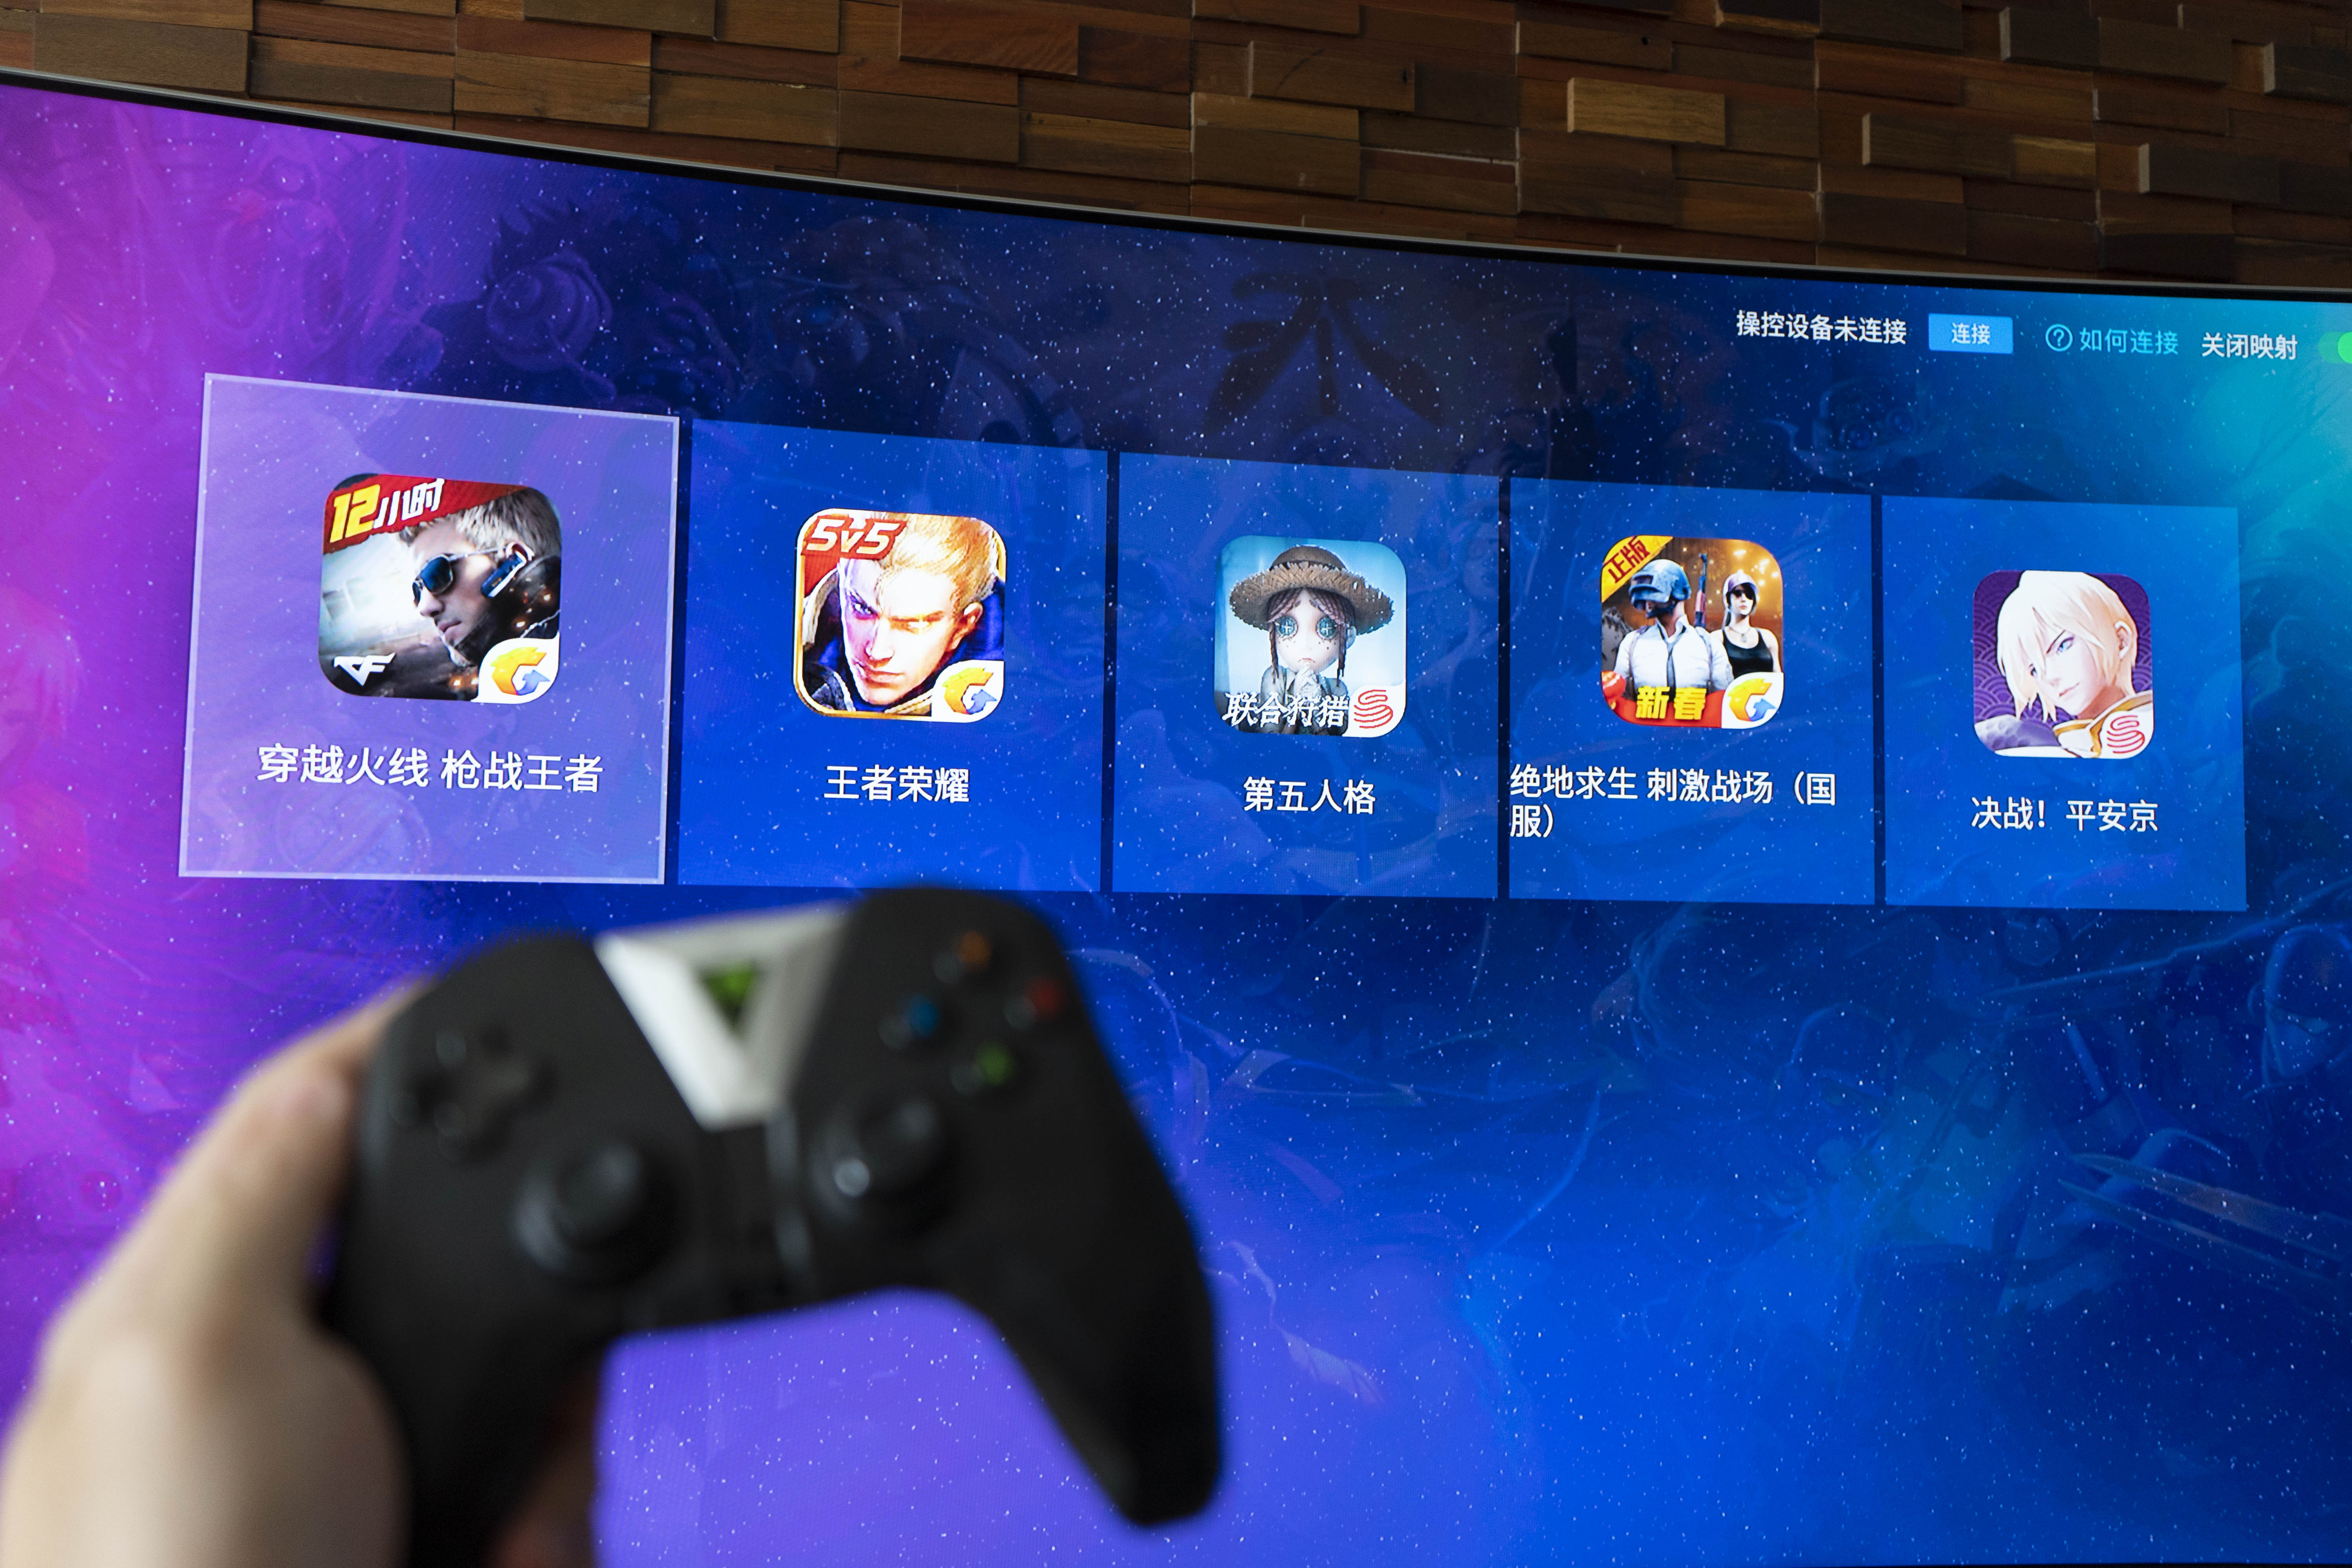 操控设备未连接 连接 ? 如何连接 关闭映射
12小时
CF
穿越火线 枪战王者
5v5
王者荣耀
联合狩猎
第五人格
正版
新春
绝地求生 刺激战场（国
服）
决战！平安京